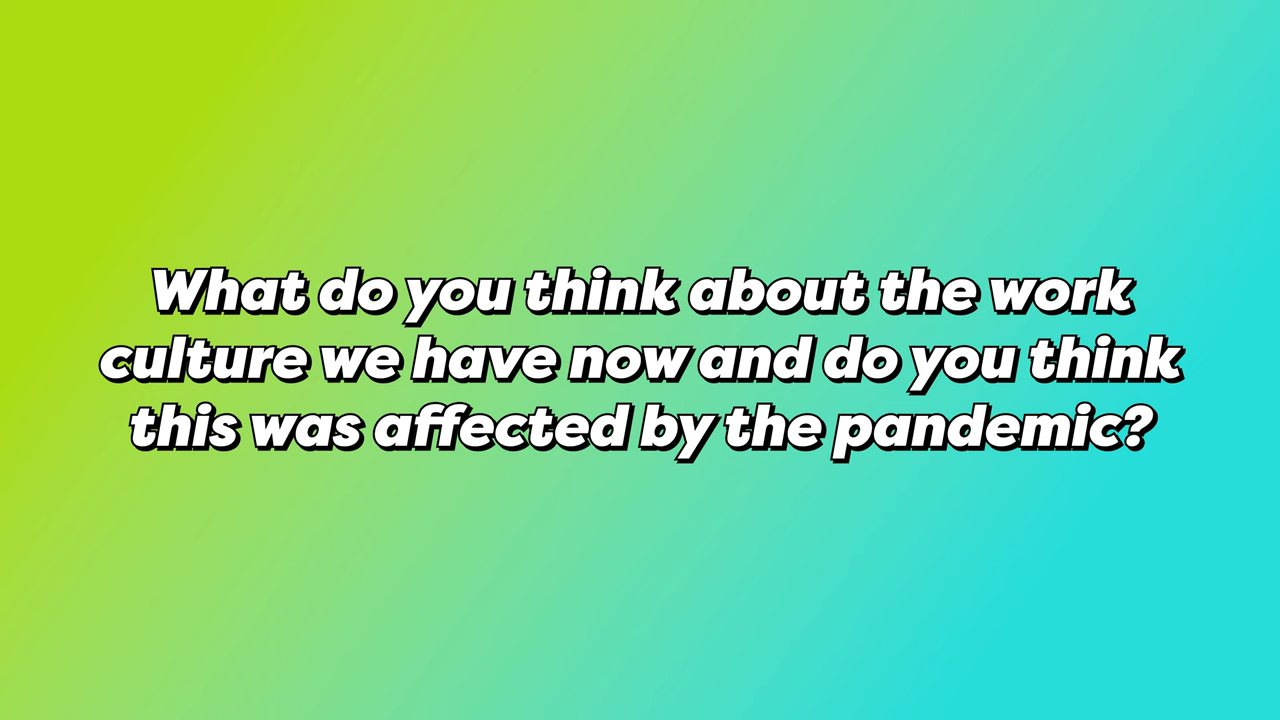 What do you think about the work
culture we have now and do you think
this was affected by the pandemic?